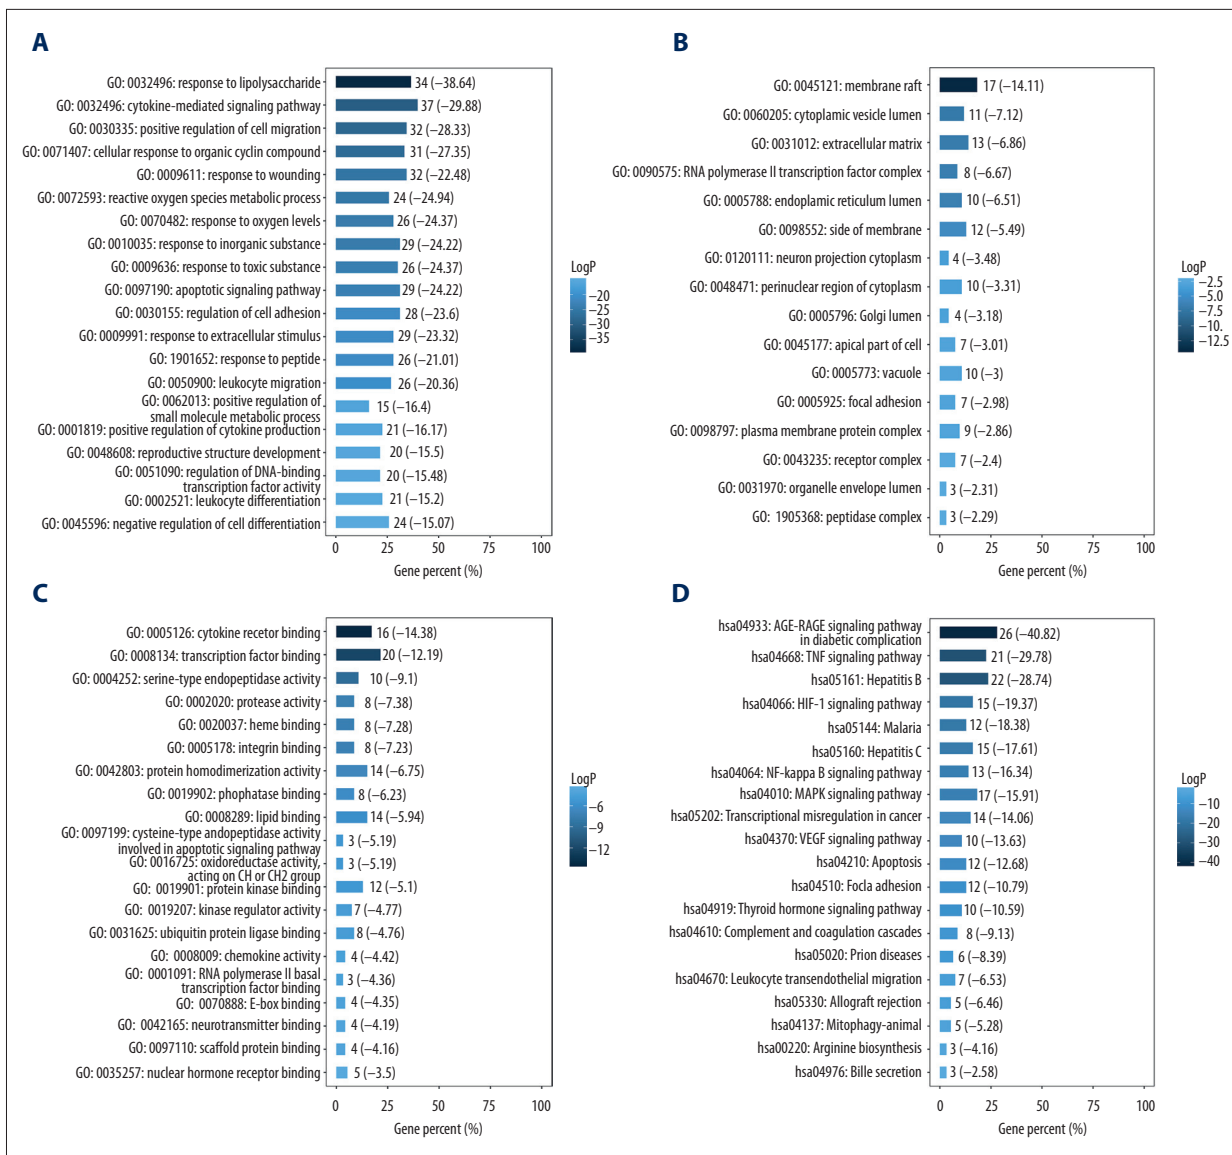 A
GO: 0032496: response to lipolysaccharide 34 (−38.64)
GO: 0032496: cytokine-mediated signaling pathway 37 (−29.88)
GO: 0030335: positive regulation of cell migration 32 (−28.33)
GO: 0071407: cellular response to organic cyclin compound 31 (−27.35)
GO: 0009611: response to wounding 32 (−22.48)
GO: 0072593: reactive oxygen species metabolic process 24 (−24.94)
GO: 0070482: response to oxygen levels 26 (−24.37)
GO: 0010035: response to inorganic substance 29 (−24.22)
GO: 0009636: response to toxic substance 26 (−24.37)
GO: 0097190: apoptotic signaling pathway 29 (−24.22)
GO: 0030155: regulation of cell adhesion 28 (−23.6)
GO: 0009991: response to extracellular stimulus 29 (−23.32)
GO: 1901652: response to peptide 26 (−21.01)
GO: 0050900: leukocyte migration 26 (−20.36)
GO: 0062013: positive regulation of
small molecule metabolic process 15 (−16.4)
GO: 0001819: positive regulation of cytokine production 21 (−16.17)
GO: 0048608: reproductive structure development 20 (−15.5)
GO: 0051090: regulation of DNA-binding
transcription factor activity 20 (−15.48)
GO: 0002521: leukocyte differentiation 21 (−15.2)
GO: 0045596: negative regulation of cell differentiation 24 (−15.07)
0 25 50 75 100
Gene percent (%)
LogP
−20
−25
−30
−35
B
GO: 0045121: membrane raft 17 (−14.11)
GO: 0060205: cytoplamic vesicle lumen 11 (−7.12)
GO: 0031012: extracellular matrix 13 (−6.86)
GO: 0090575: RNA polymerase II transcription factor complex 8 (−6.67)
GO: 0005788: endoplamic reticulum lumen 10 (−6.51)
GO: 0098552: side of membrane 12 (−5.49)
GO: 0120111: neuron projection cytoplasm 4 (−3.48)
GO: 0048471: perinuclear region of cytoplasm 10 (−3.31)
GO: 0005796: Golgi lumen 4 (−3.18)
GO: 0045177: apical part of cell 7 (−3.01)
GO: 0005773: vacuole 10 (−3)
GO: 0005925: focal adhesion 7 (−2.98)
GO: 0098797: plasma membrane protein complex 9 (−2.86)
GO: 0043235: receptor complex 7 (−2.4)
GO: 0031970: organelle envelope lumen 3 (−2.31)
GO: 1905368: peptidase complex 3 (−2.29)
0 25 50 75 100
Gene percent (%)
LogP
−2.5
−5.0
−7.5
−10.
−12.5
C
GO: 0005126: cytokine recetor binding 16 (−14.38)
GO: 0008134: transcription factor binding 20 (−12.19)
GO: 0004252: serine-type endopeptidase activity 10 (−9.1)
GO: 0002020: protease activity 8 (−7.38)
GO: 0020037: heme binding 8 (−7.28)
GO: 0005178: integrin binding 8 (−7.23)
GO: 0042803: protein homodimerization activity 14 (−6.75)
GO: 0019902: phophatase binding 8 (−6.23)
GO: 0008289: lipid binding 14 (−5.94)
GO: 0097199: cysteine-type andopeptidase activity
involved in apoptotic signaling pathway 3 (−5.19)
GO: 0016725: oxidoreductase activity,
acting on CH or CH2 group 3 (−5.19)
GO: 0019901: protein kinase binding 12 (−5.1)
GO: 0019207: kinase regulator activity 7 (−4.77)
GO: 0031625: ubiquitin protein ligase binding 8 (−4.76)
GO: 0008009: chemokine activity 4 (−4.42)
GO: 0001091: RNA polymerase II basal
transcription factor binding 3 (−4.36)
GO: 0070888: E-box binding 4 (−4.35)
GO: 0042165: neurotransmitter binding 4 (−4.19)
GO: 0097110: scaffold protein binding 4 (−4.16)
GO: 0035257: nuclear hormone receptor binding 5 (−3.5)
0 25 50 75 100
Gene percent (%)
LogP
−6
−9
−12
D
hsa04933: AGE-RAGE signaling pathway
in diabetic complication 26 (−40.82)
hsa04668: TNF signaling pathway 21 (−29.78)
hsa05161: Hepatitis B 22 (−28.74)
hsa04066: HIF-1 signaling pathway 15 (−19.37)
hsa05144: Malaria 12 (−18.38)
hsa05160: Hepatitis C 15 (−17.61)
hsa04064: NF-kappa B signaling pathway 13 (−16.34)
hsa04010: MAPK signaling pathway 17 (−15.91)
hsa05202: Transcriptional misregulation in cancer 14 (−14.06)
hsa04370: VEGF signaling pathway 10 (−13.63)
hsa04210: Apoptosis 12 (−12.68)
hsa04510: Focla adhesion 12 (−10.79)
hsa04919: Thyroid hormone signaling pathway 10 (−10.59)
hsa04610: Complement and coagulation cascades 8 (−9.13)
hsa05020: Prion diseases 6 (−8.39)
hsa04670: Leukocyte transendothelial migration 7 (−6.53)
hsa05330: Allograft rejection 5 (−6.46)
hsa04137: Mitophagy-animal 5 (−5.28)
hsa00220: Arginine biosynthesis 3 (−4.16)
hsa04976: Bille secretion 3 (−2.58)
0 25 50 75 100
Gene percent (%)
LogP
−10
−20
−30
−40